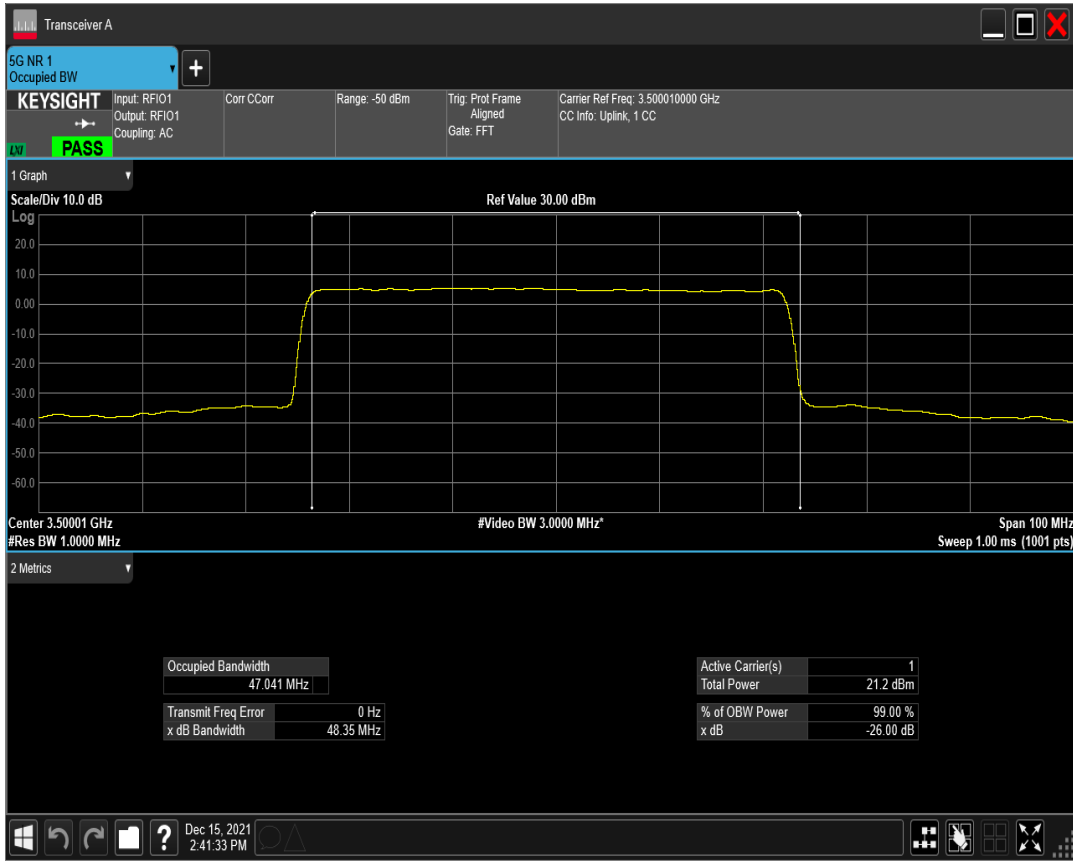 Transceiver A
5G NR 1
Occupied BW
KEYSIGHT
LXI
PASS
Input: RFIO1
Output: RFIO1
Coupling: AC
Corr CCorr
Range: -50 dBm
Trig: Prot Frame
Aligned
Gate: FFT
Carrier Ref Freq: 3.500010000 GHz
CC Info: Uplink, 1 CC
1 Graph
Scale/Div 10.0 dB
Ref Value 30.00 dBm
Log
20.0
10.0
0.00
-10.0
-20.0
-30.0
-40.0
-50.0
-60.0
Center 3.50001 GHz
#Video BW 3.0000 MHz*
Span 100 MHz
#Res BW 1.0000 MHz
Sweep 1.00 ms (1001 pts)
2 Metrics
Occupied Bandwidth
47.041 MHz
Transmit Freq Error 0 Hz
x dB Bandwidth 48.35 MHz
Active Carrier(s) 1
Total Power 21.2 dBm
% of OBW Power 99.00 %
x dB -26.00 dB
?
Dec 15, 2021
2:41:33 PM